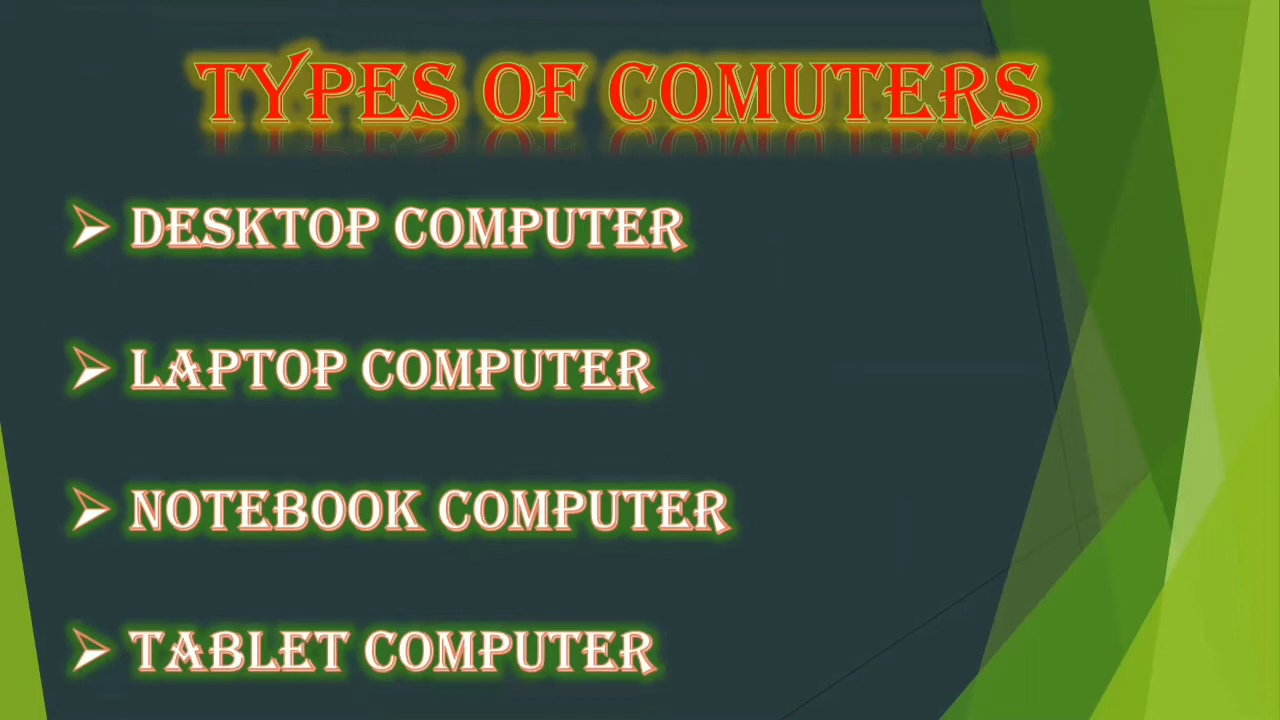 TYPES OF COMUTERS
DESKTOP COMPUTER
LAPTOP COMPUTER
NOTEBOOK COMPUTER
TABLET COMPUTER